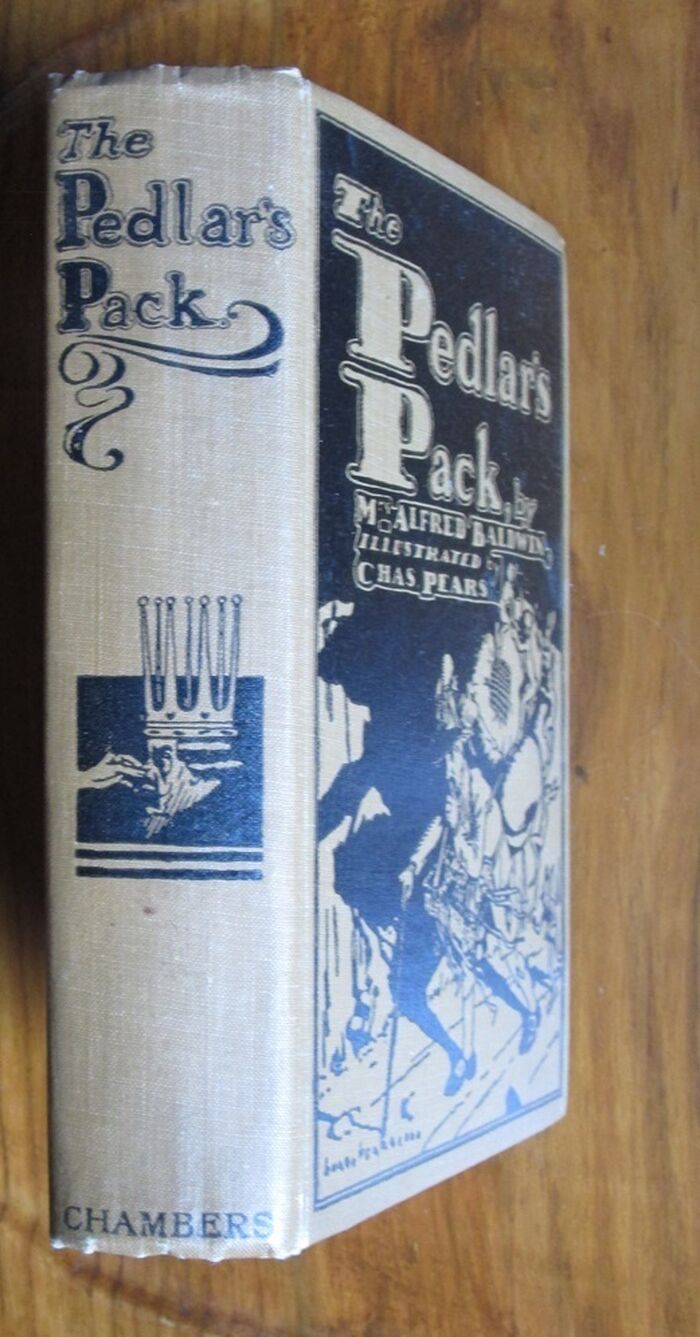 The
Pedlar's
Pack.
CHAMBERS
The
Pedlar's
Pack, by
Mrs ALFRED BALDWIN,
ILLUSTRATED by
CHAS. PEARS